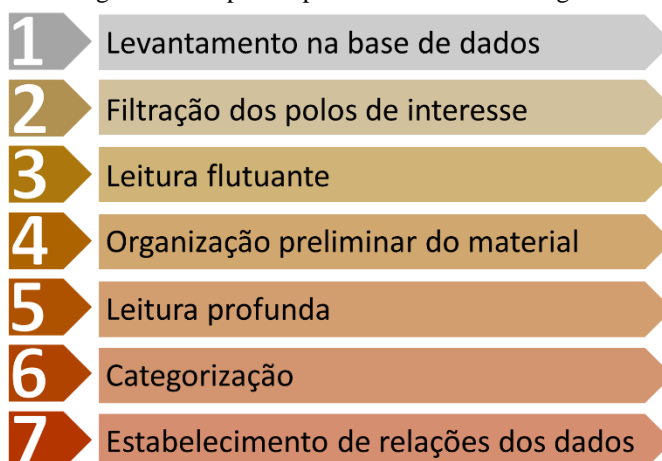 1 Levantamento na base de dados
2 Filtração dos polos de interesse
3 Leitura flutuante
4 Organização preliminar do material
5 Leitura profunda
6 Categorização
7 Estabelecimento de relações dos dados